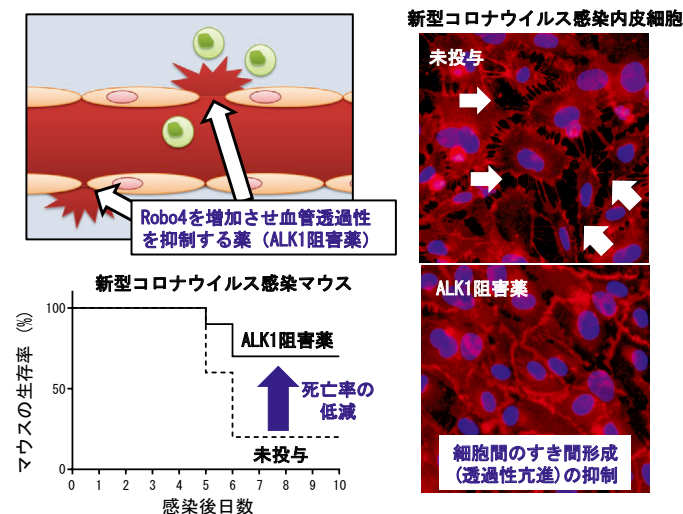 Robo4を増加させ血管透過性
を抑制する薬（ALK1阻害薬）
新型コロナウイルス感染マウス
マウスの生存率 (%)
100
50
0
ALK1阻害薬
死亡率の
低減
未投与
0 1 2 3 4 5 6 7 8 9 10
感染後日数
新型コロナウイルス感染内皮細胞
未投与
ALK1阻害薬
細胞間のすき間形成
(透過性亢進)の抑制